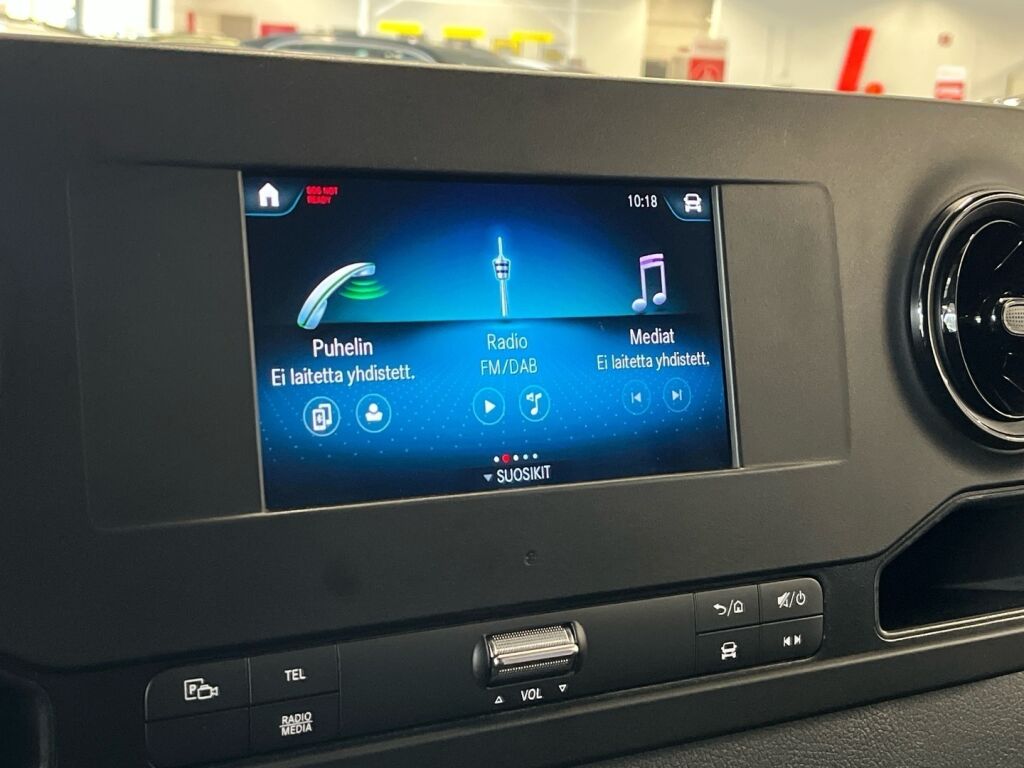 SOS NOT
READY
10:18
Puhelin
Ei laitetta yhdistett.
Radio
FM/DAB
Mediat
Ei laitetta yhdistett.
SUOSIKIT
P
TEL
RADIO
MEDIA
VOL